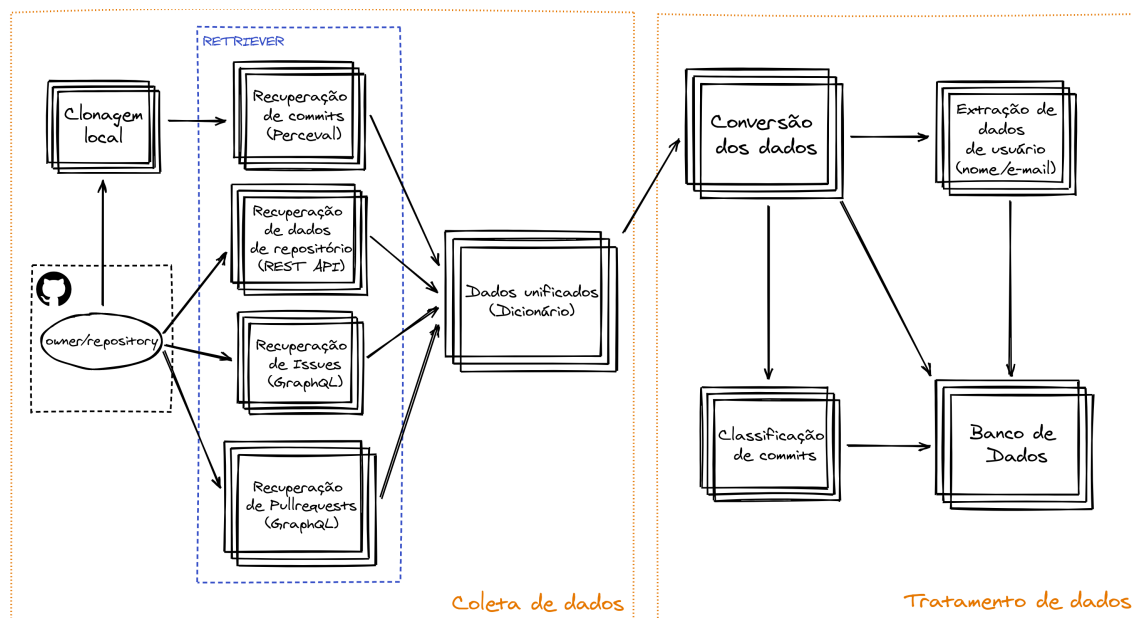 RETRIEVER
Clonagem
local
Recuperação
de commits
(Perceval)
Recuperação
de dados
de repositório
(REST API)
owner/repository
Recuperação
de Issues
(GraphQL)
Recuperação
de Pullrequests
(GraphQL)
Dados unificados
(Dicionário)
Coleta de dados
Conversão
dos dados
Extração de
dados
de usuário
(nome/e-mail)
Classificação
de commits
Banco de
Dados
Tratamento de dados